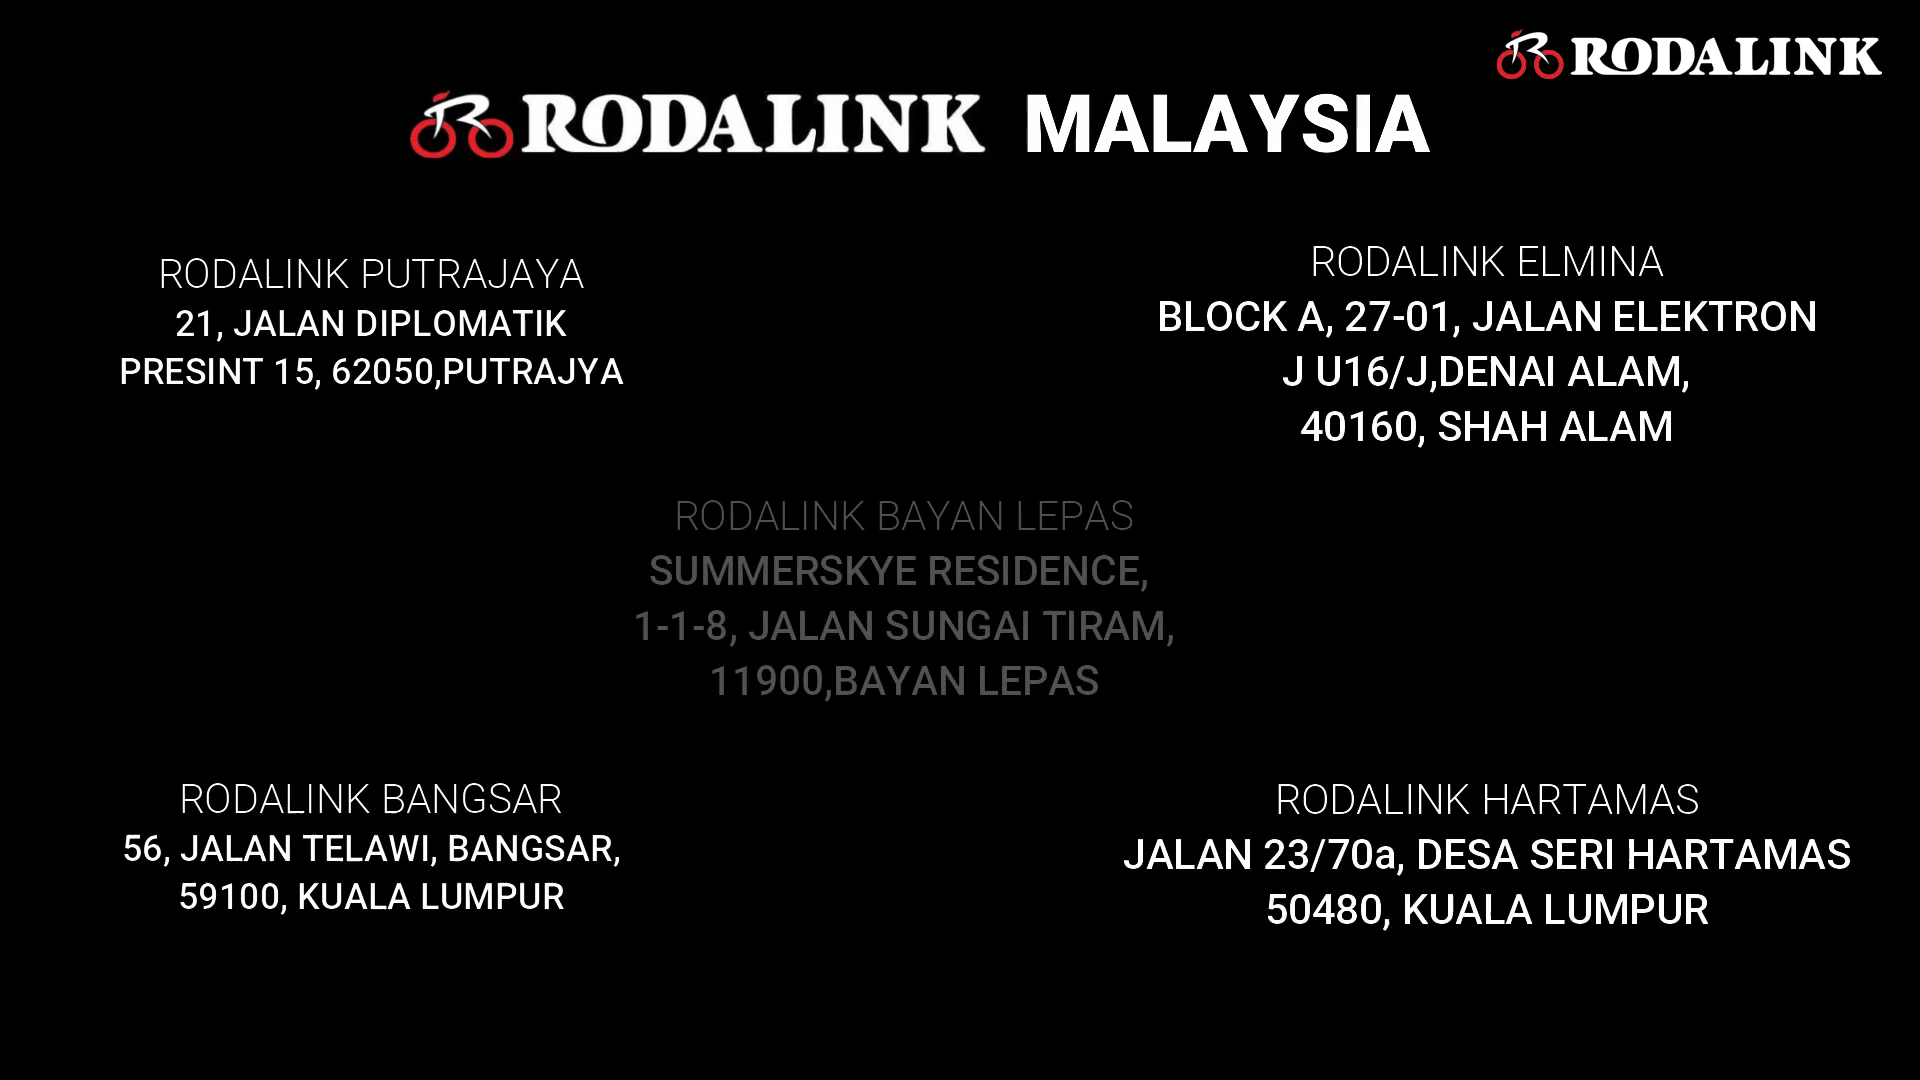 RODALINK
RODALINK MALAYSIA
RODALINK PUTRAJAYA
21, JALAN DIPLOMATIK
PRESINT 15, 62050,PUTRAJYA
RODALINK ELMINA
BLOCK A, 27-01, JALAN ELEKTRON
J U16/J,DENAI ALAM,
40160, SHAH ALAM
RODALINK BAYAN LEPAS
SUMMERSKYE RESIDENCE,
1-1-8, JALAN SUNGAI TIRAM,
11900,BAYAN LEPAS
RODALINK BANGSAR
56, JALAN TELAWI, BANGSAR,
59100, KUALA LUMPUR
RODALINK HARTAMAS
JALAN 23/70a, DESA SERI HARTAMAS
50480, KUALA LUMPUR